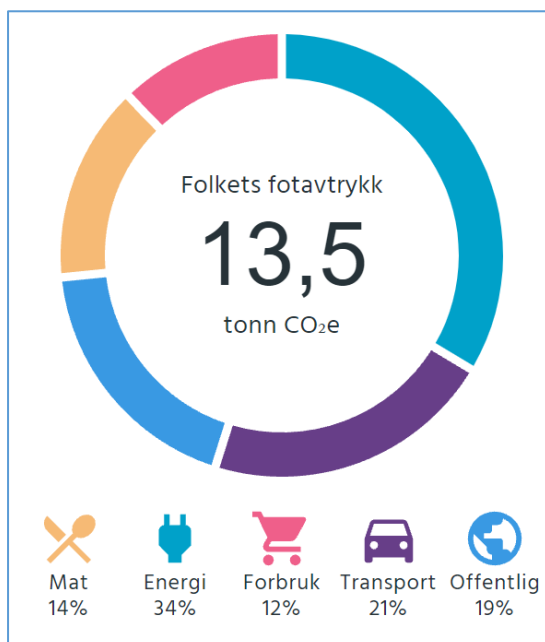 Folkets fotavtrykk
13,5
tonn CO₂e
Mat Energi Forbruk Transport Offentlig
14% 34% 12% 21% 19%